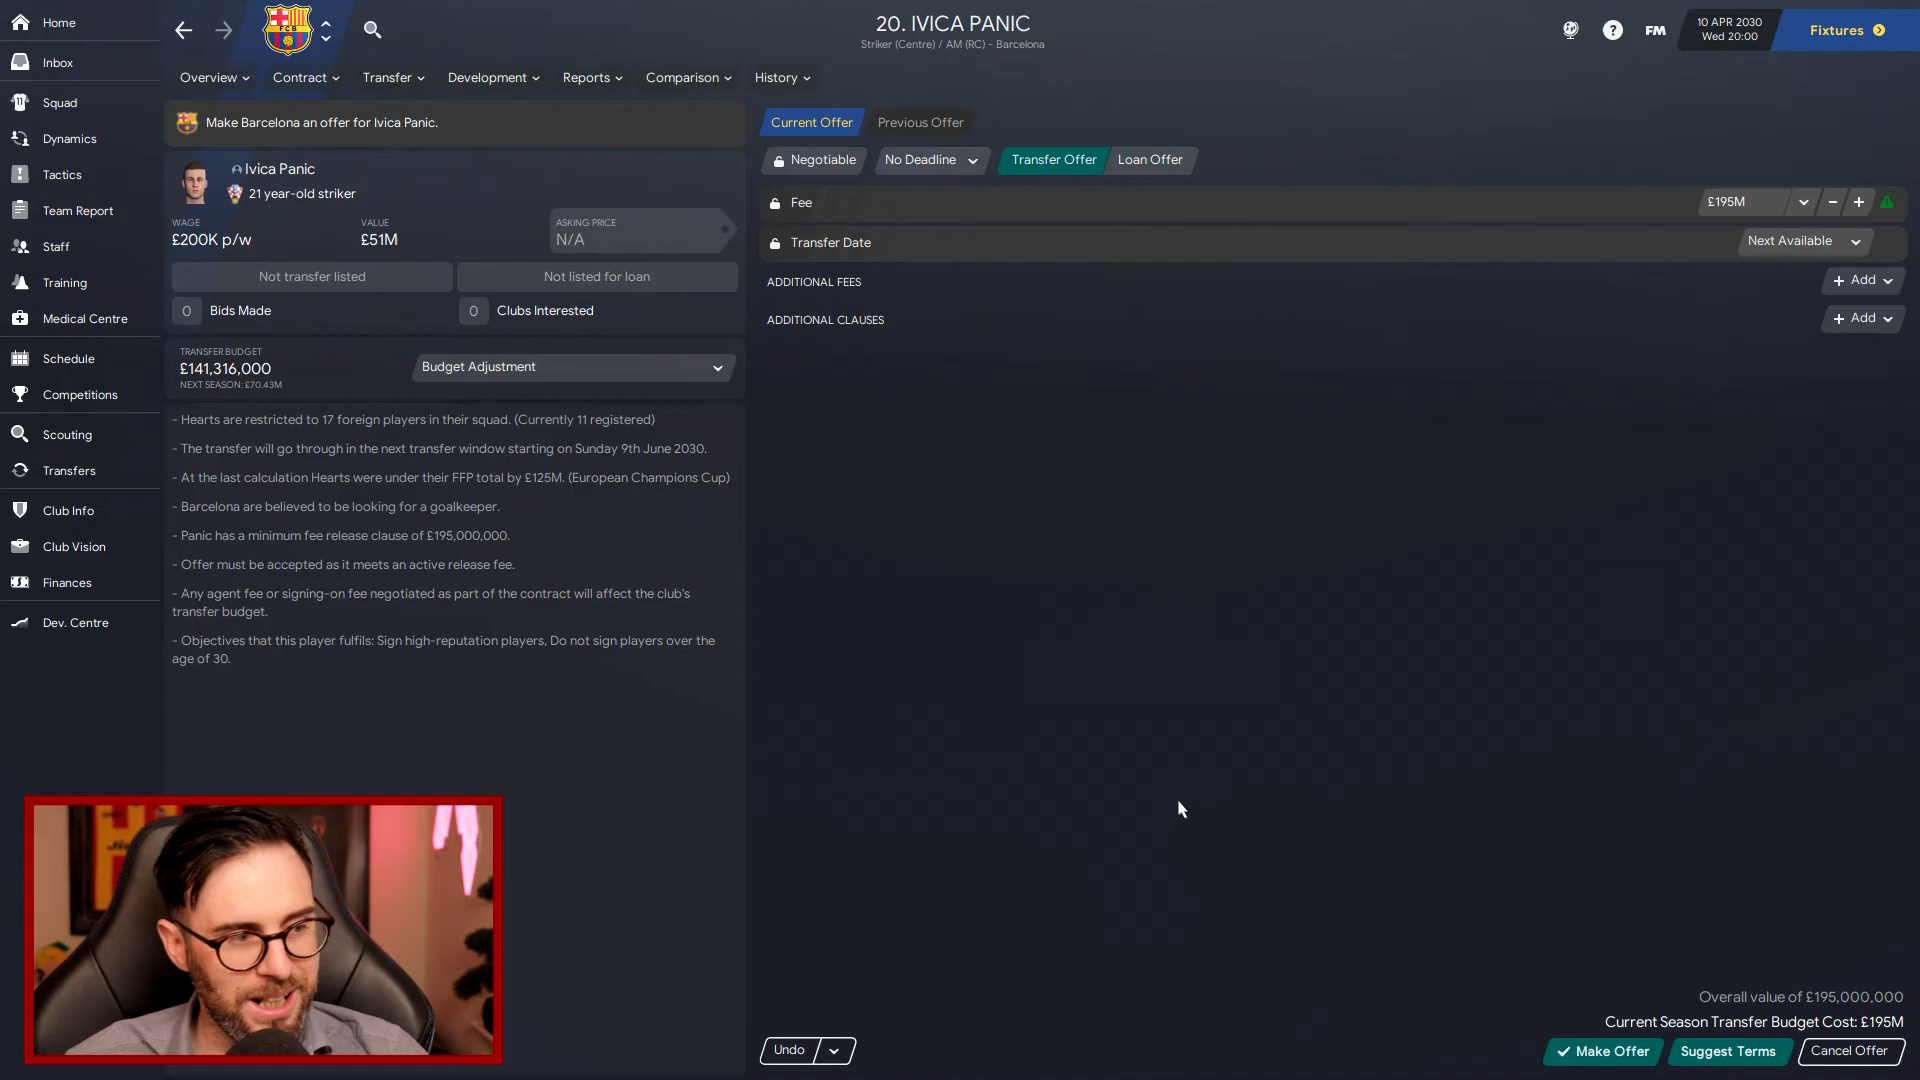 Home
Inbox
Squad
Dynamics
Tactics
Team Report
Staff
Training
Medical Centre
Schedule
Competitions
Scouting
Transfers
Club Info
Club Vision
Finances
Dev. Centre
FCB
20. IVICA PANIC
Striker (Centre) / AM (RC) - Barcelona
FM
10 APR 2030
Wed 20:00
Fixtures
Overview
Contract
Transfer
Development
Reports
Comparison
History
Make Barcelona an offer for Ivica Panic.
Ivica Panic
21 year-old striker
WAGE
£200K p/w
VALUE
£51M
ASKING PRICE
N/A
Not transfer listed
Not listed for loan
0 Bids Made
0 Clubs Interested
TRANSFER BUDGET
£141,316,000
NEXT SEASON: £70.43M
Budget Adjustment
- Hearts are restricted to 17 foreign players in their squad. (Currently 11 registered)
- The transfer will go through in the next transfer window starting on Sunday 9th June 2030.
- At the last calculation Hearts were under their FFP total by £125M. (European Champions Cup)
- Barcelona are believed to be looking for a goalkeeper.
- Panic has a minimum fee release clause of £195,000,000.
- Offer must be accepted as it meets an active release fee.
- Any agent fee or signing-on fee negotiated as part of the contract will affect the club's
transfer budget.
- Objectives that this player fulfils: Sign high-reputation players, Do not sign players over the
age of 30.
Current Offer
Previous Offer
Negotiable
No Deadline
Transfer Offer
Loan Offer
Fee
£195M
Transfer Date
Next Available
ADDITIONAL FEES
+ Add
ADDITIONAL CLAUSES
+ Add
Overall value of £195,000,000
Current Season Transfer Budget Cost: £195M
Undo
Make Offer
Suggest Terms
Cancel Offer